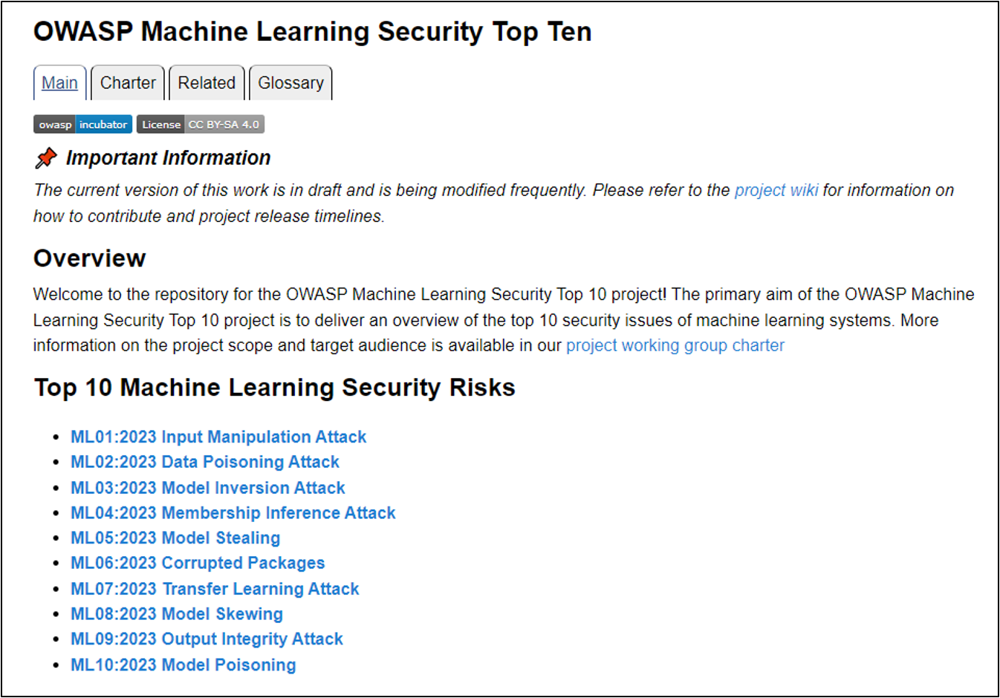 OWASP Machine Learning Security Top Ten
Main Charter Related Glossary
owasp incubator License CC BY-SA 4.0
Important Information
The current version of this work is in draft and is being modified frequently. Please refer to the project wiki for information on
how to contribute and project release timelines.
Overview
Welcome to the repository for the OWASP Machine Learning Security Top 10 project! The primary aim of the OWASP Machine
Learning Security Top 10 project is to deliver an overview of the top 10 security issues of machine learning systems. More
information on the project scope and target audience is available in our project working group charter
Top 10 Machine Learning Security Risks
• ML01:2023 Input Manipulation Attack
• ML02:2023 Data Poisoning Attack
• ML03:2023 Model Inversion Attack
• ML04:2023 Membership Inference Attack
• ML05:2023 Model Stealing
• ML06:2023 Corrupted Packages
• ML07:2023 Transfer Learning Attack
• ML08:2023 Model Skewing
• ML09:2023 Output Integrity Attack
• ML10:2023 Model Poisoning